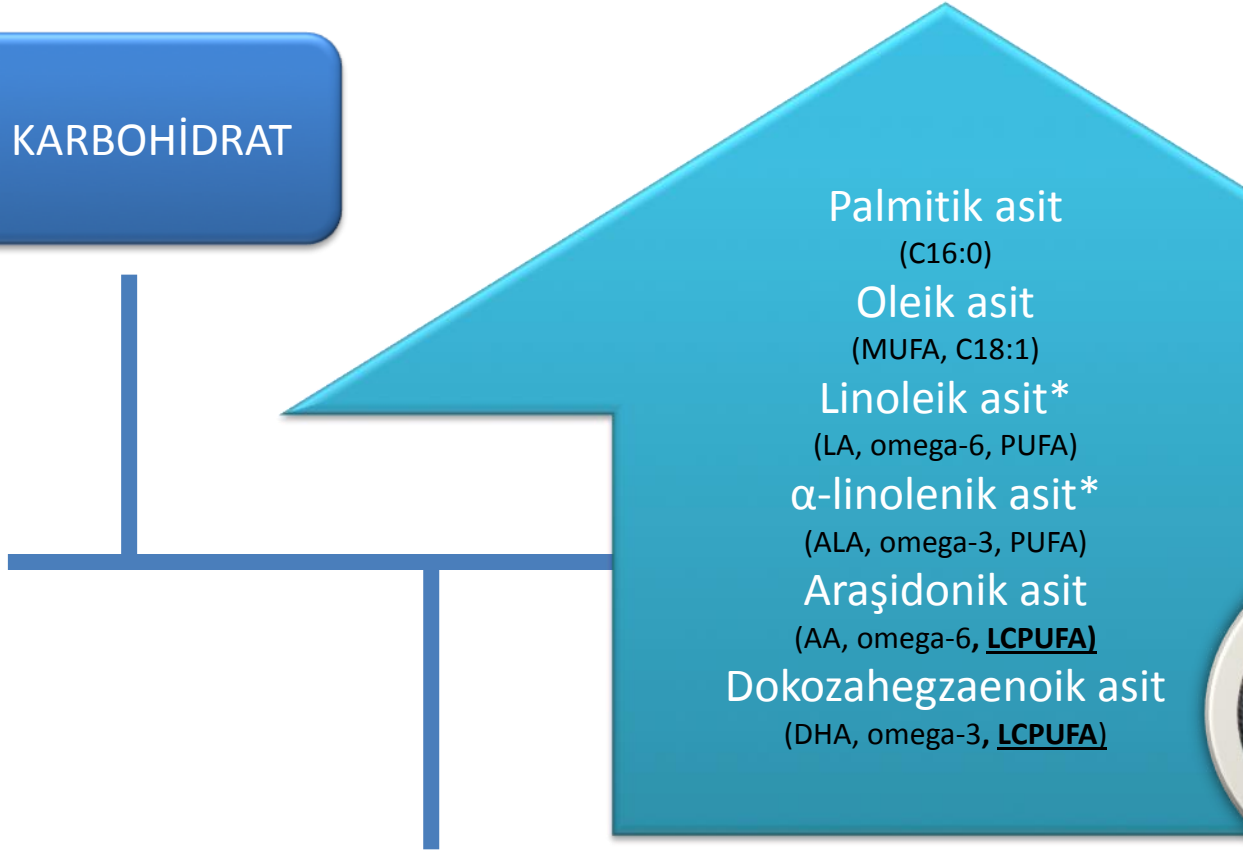 KARBOHİDRAT
Palmitik asit
(C16:0)
Oleik asit
(MUFA, C18:1)
Linoleik asit*
(LA, omega-6, PUFA)
α-linolenik asit*
(ALA, omega-3, PUFA)
Araşidonik asit
(AA, omega-6, LCPUFA)
Dokozahegzaenoik asit
(DHA, omega-3, LCPUFA)